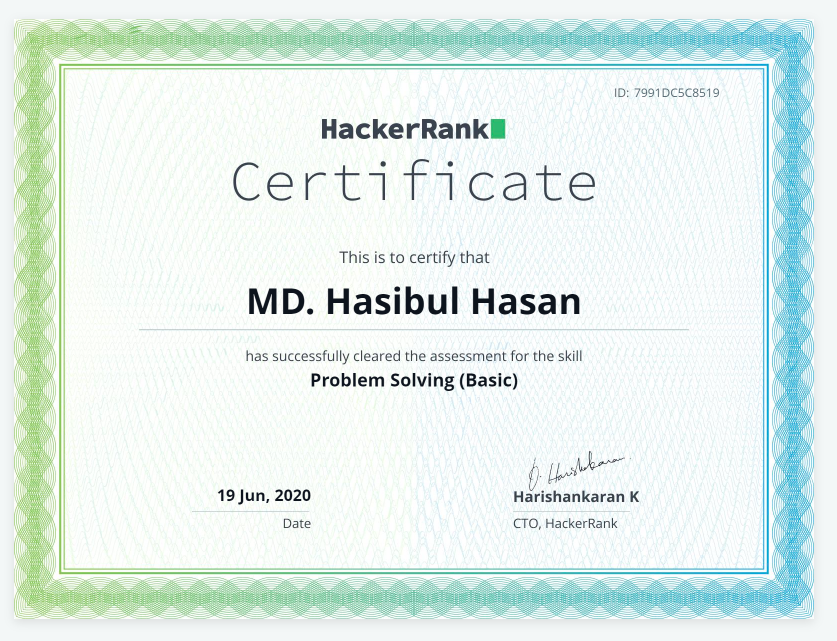 ID: 7991DC5C8519
HackerRank
Certificate
This is to certify that
MD. Hasibul Hasan
has successfully cleared the assessment for the skill
Problem Solving (Basic)
19 Jun, 2020
Date
Harishankaran K
CTO, HackerRank